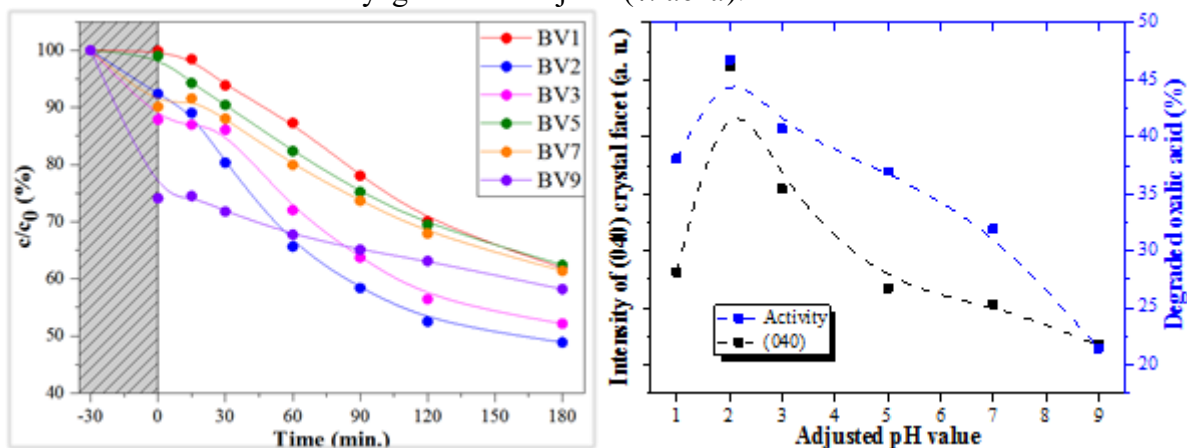 100
90
80
70
60
50
40
c/c0 (%)
-30 0 30 60 90 120 150 180
Time (min.)
BV1
BV2
BV3
BV5
BV7
BV9
Intensity of (040) crystal facet (a. u.)
Activity
(040)
1 2 3 4 5 6 7 8 9
Adjusted pH value
50
45
40
35
30
25
20
Degraded oxalic acid (%)